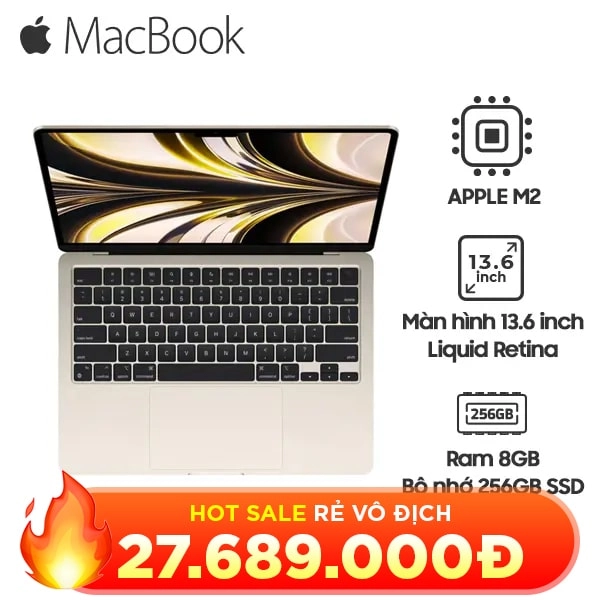 MacBook
APPLE M2
13.6
inch
Màn hình 13.6 inch
Liquid Retina
256GB
Ram 8GB
Bộ nhớ 256GB SSD
HOT SALE RẺ VÔ ĐỊCH
27.689.000Đ